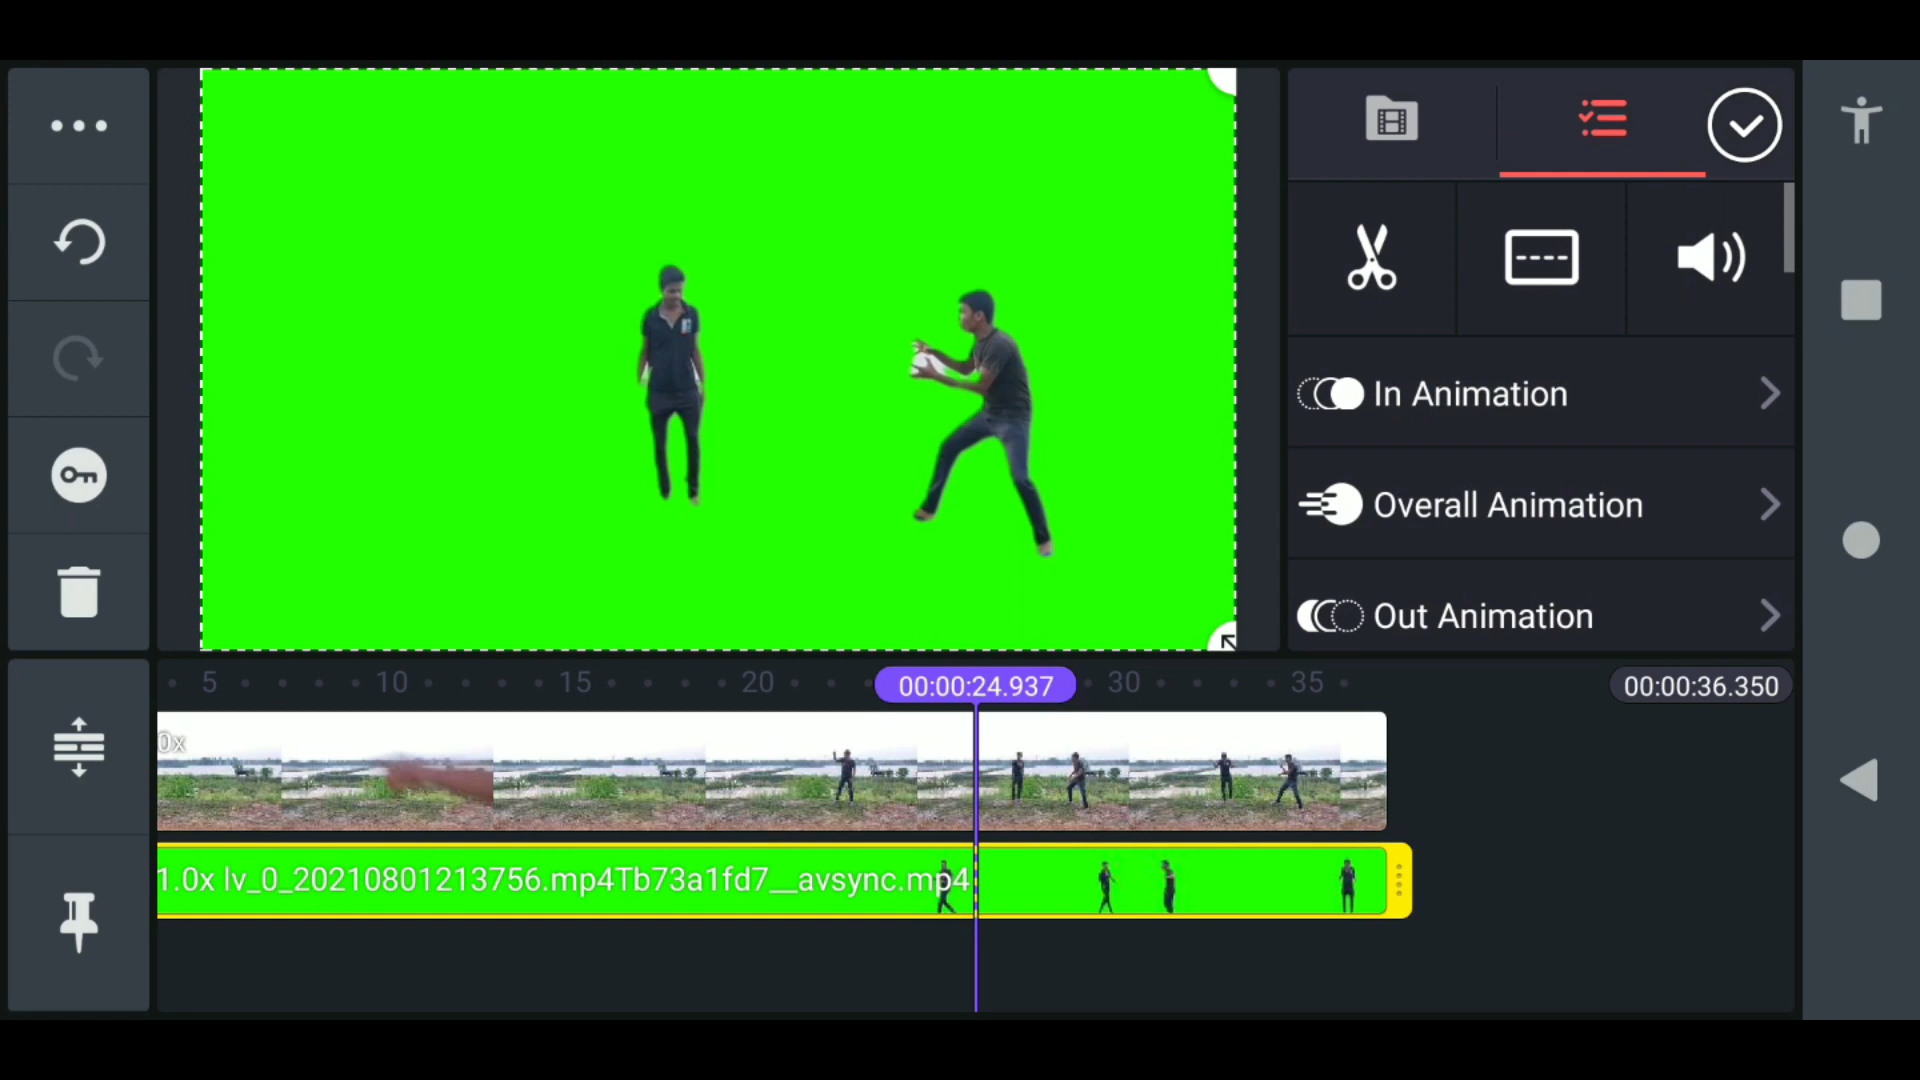 In Animation
Overall Animation
Out Animation
5 10 15 20 00:00:24.937 30 35 00:00:36.350
0x
1.0x lv_0_20210801213756.mp4Tb73a1fd7__avsync.mp4